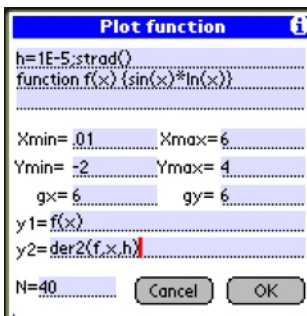 Plot function i
h=1E-5;strad()
function f(x) {sin(x)*ln(x)}
Xmin= .01 Xmax= 6
Ymin= -2 Ymax= 4
gx= 6 gy= 6
y1= f(x)
y2= der2(f,x,h)
N= 40 Cancel OK